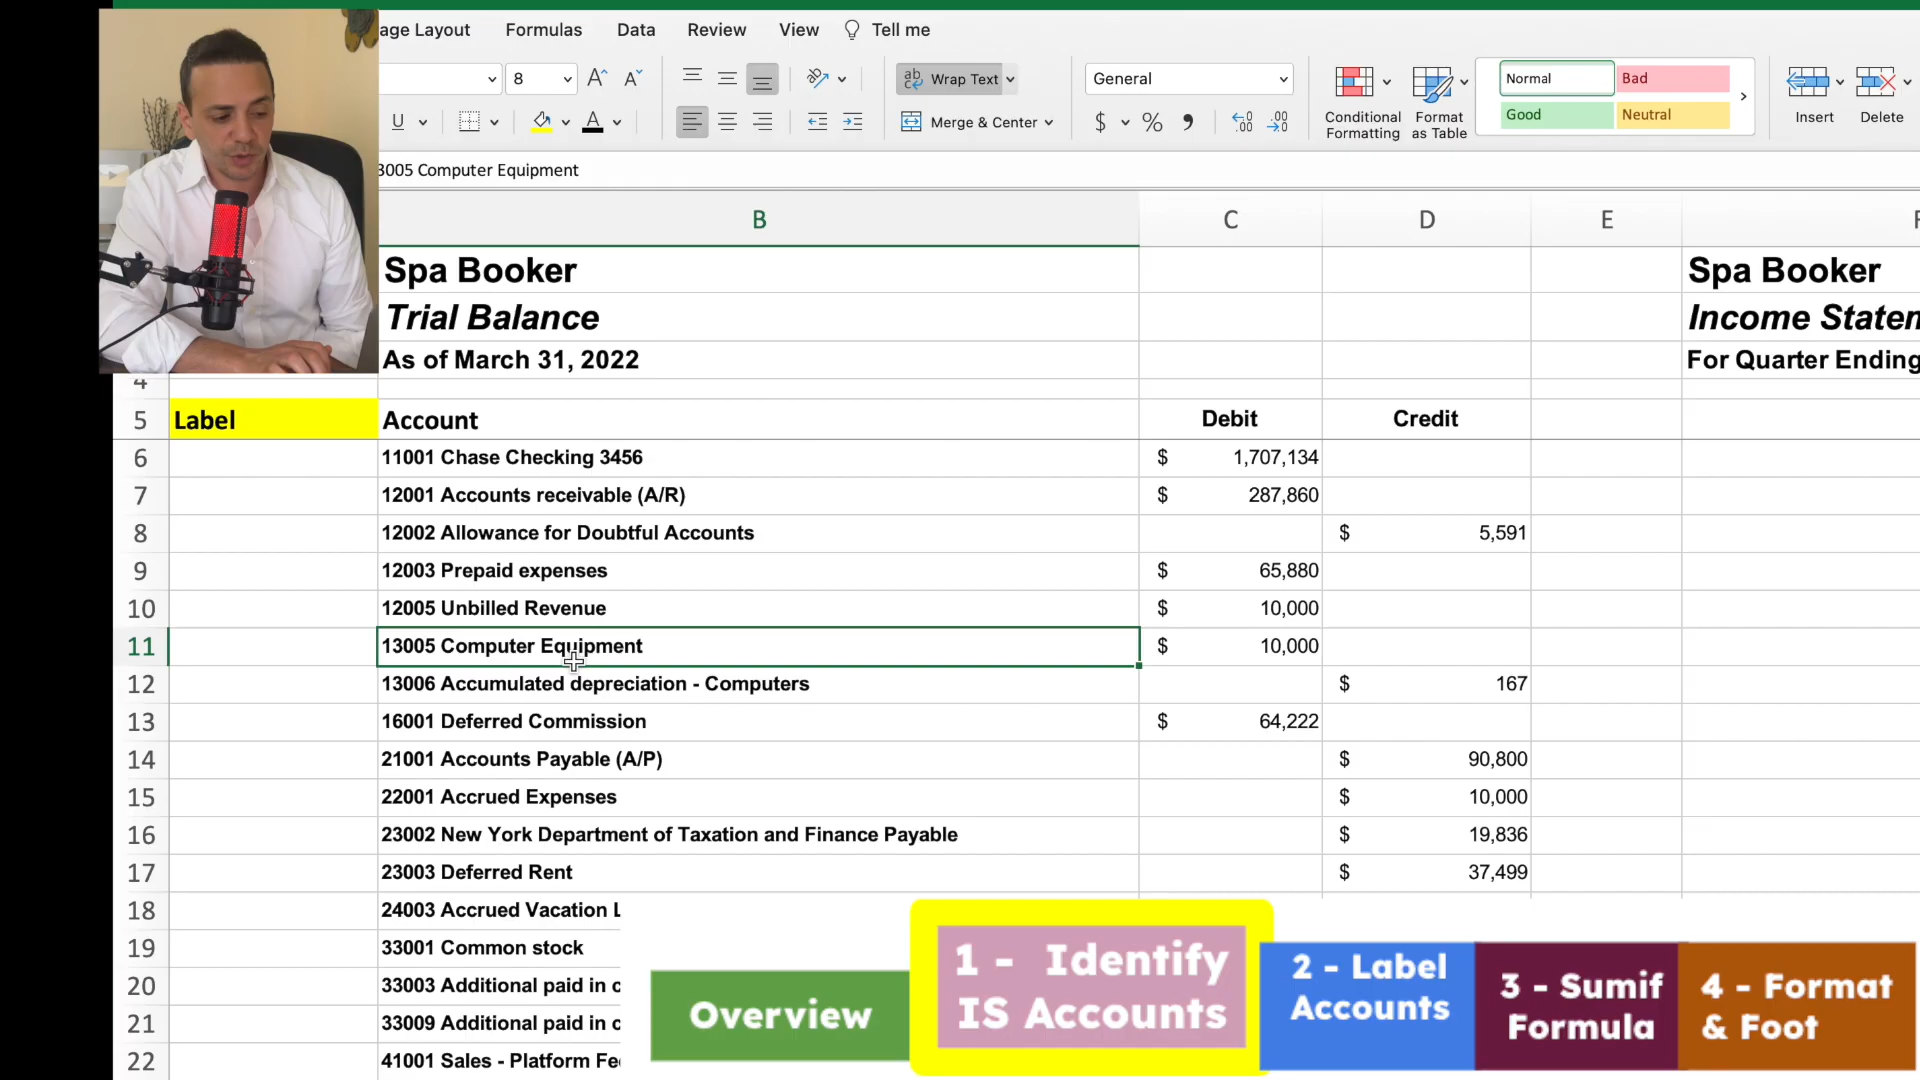 age Layout Formulas Data Review View Tell me
8 Wrap Text General Normal Bad
U A Merge & Center $ % Conditional Formatting Format as Table Good Neutral Insert Delete
3005 Computer Equipment
B C D E
Spa Booker Spa Booker
Trial Balance Income Statem
As of March 31, 2022 For Quarter Ending
4
5 Label Account Debit Credit
6 11001 Chase Checking 3456 $ 1,707,134
7 12001 Accounts receivable (A/R) $ 287,860
8 12002 Allowance for Doubtful Accounts $ 5,591
9 12003 Prepaid expenses $ 65,880
10 12005 Unbilled Revenue $ 10,000
11 13005 Computer Equipment $ 10,000
12 13006 Accumulated depreciation - Computers $ 167
13 16001 Deferred Commission $ 64,222
14 21001 Accounts Payable (A/P) $ 90,800
15 22001 Accrued Expenses $ 10,000
16 23002 New York Department of Taxation and Finance Payable $ 19,836
17 23003 Deferred Rent $ 37,499
18 24003 Accrued Vacation L
19 33001 Common stock
20 33003 Additional paid in c
21 33009 Additional paid in c
22 41001 Sales - Platform Fe
Overview
1 - Identify
IS Accounts
2 - Label
Accounts
3 - Sumif
Formula
4 - Format
& Foot